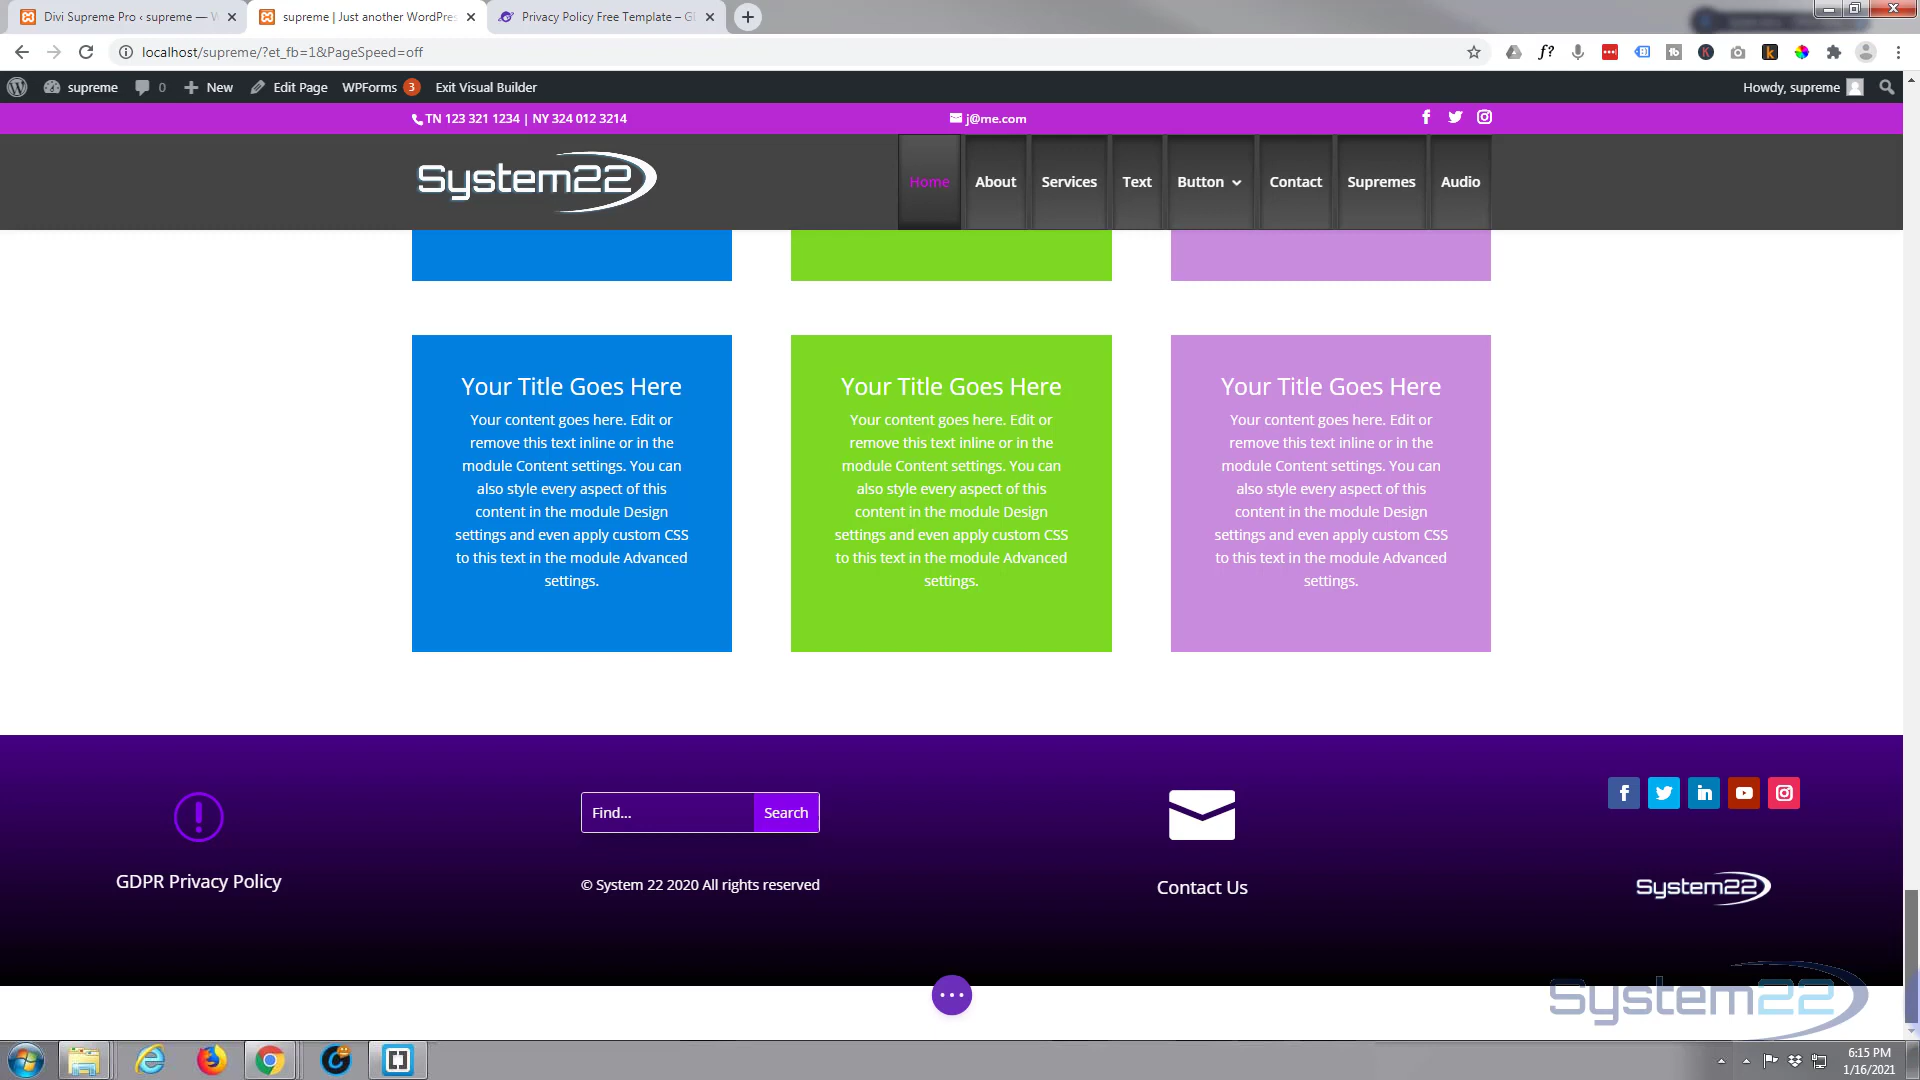 Divi Supreme Pro ‹ supreme — W
supreme | Just another WordPres
Privacy Policy Free Template – GD
localhost/supreme/?et_fb=1&PageSpeed=off
supreme
0
New
Edit Page
WPForms
3
Exit Visual Builder
Howdy, supreme
TN 123 321 1234 | NY 324 012 3214
j@me.com
System22
Home
About
Services
Text
Button
Contact
Supremes
Audio
Your Title Goes Here
Your content goes here. Edit or
remove this text inline or in the
module Content settings. You can
also style every aspect of this
content in the module Design
settings and even apply custom CSS
to this text in the module Advanced
settings.
Your Title Goes Here
Your content goes here. Edit or
remove this text inline or in the
module Content settings. You can
also style every aspect of this
content in the module Design
settings and even apply custom CSS
to this text in the module Advanced
settings.
Your Title Goes Here
Your content goes here. Edit or
remove this text inline or in the
module Content settings. You can
also style every aspect of this
content in the module Design
settings and even apply custom CSS
to this text in the module Advanced
settings.
GDPR Privacy Policy
Find...
Search
© System 22 2020 All rights reserved
Contact Us
System22
System22
6:15 PM
1/16/2021